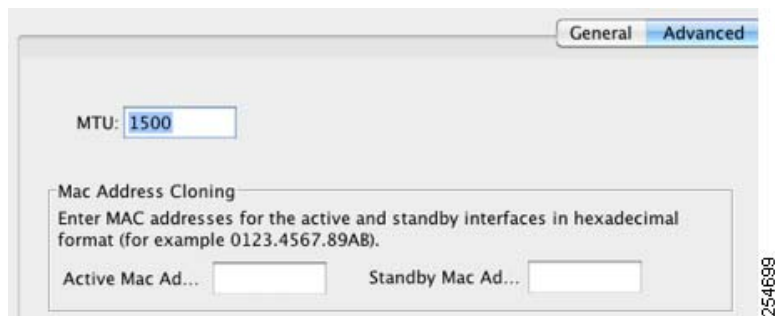 General Advanced
MTU: 1500
Mac Address Cloning
Enter MAC addresses for the active and standby interfaces in hexadecimal
format (for example 0123.4567.89AB).
Active Mac Ad... Standby Mac Ad...
254699